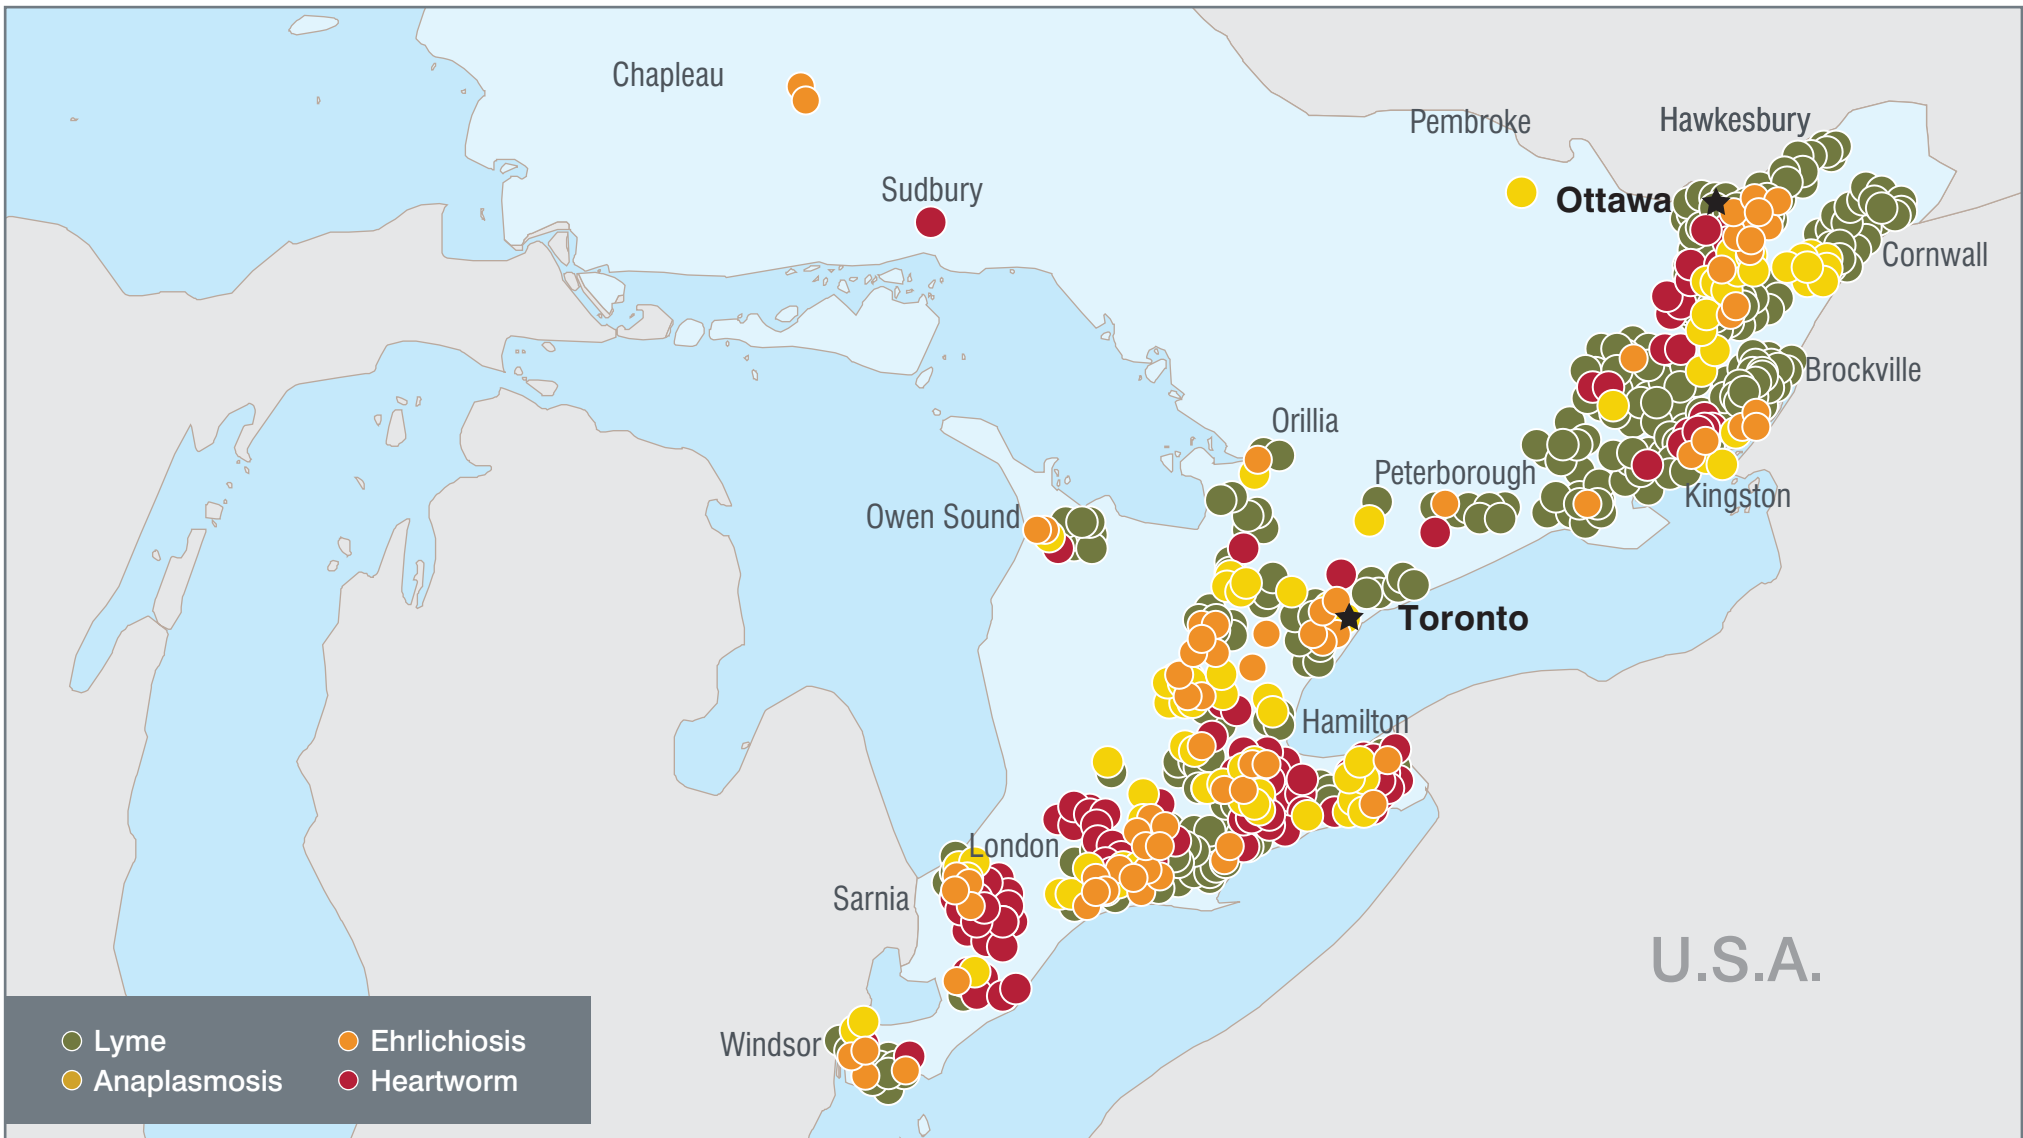 Chapleau
Pembroke
Hawkesbury
Sudbury
Ottawa
Cornwall
Brockville
Orillia
Peterborough
Kingston
Owen Sound
Toronto
Hamilton
London
Sarnia
U.S.A.
Windsor
Lyme
Ehrlichiosis
Anaplasmosis
Heartworm